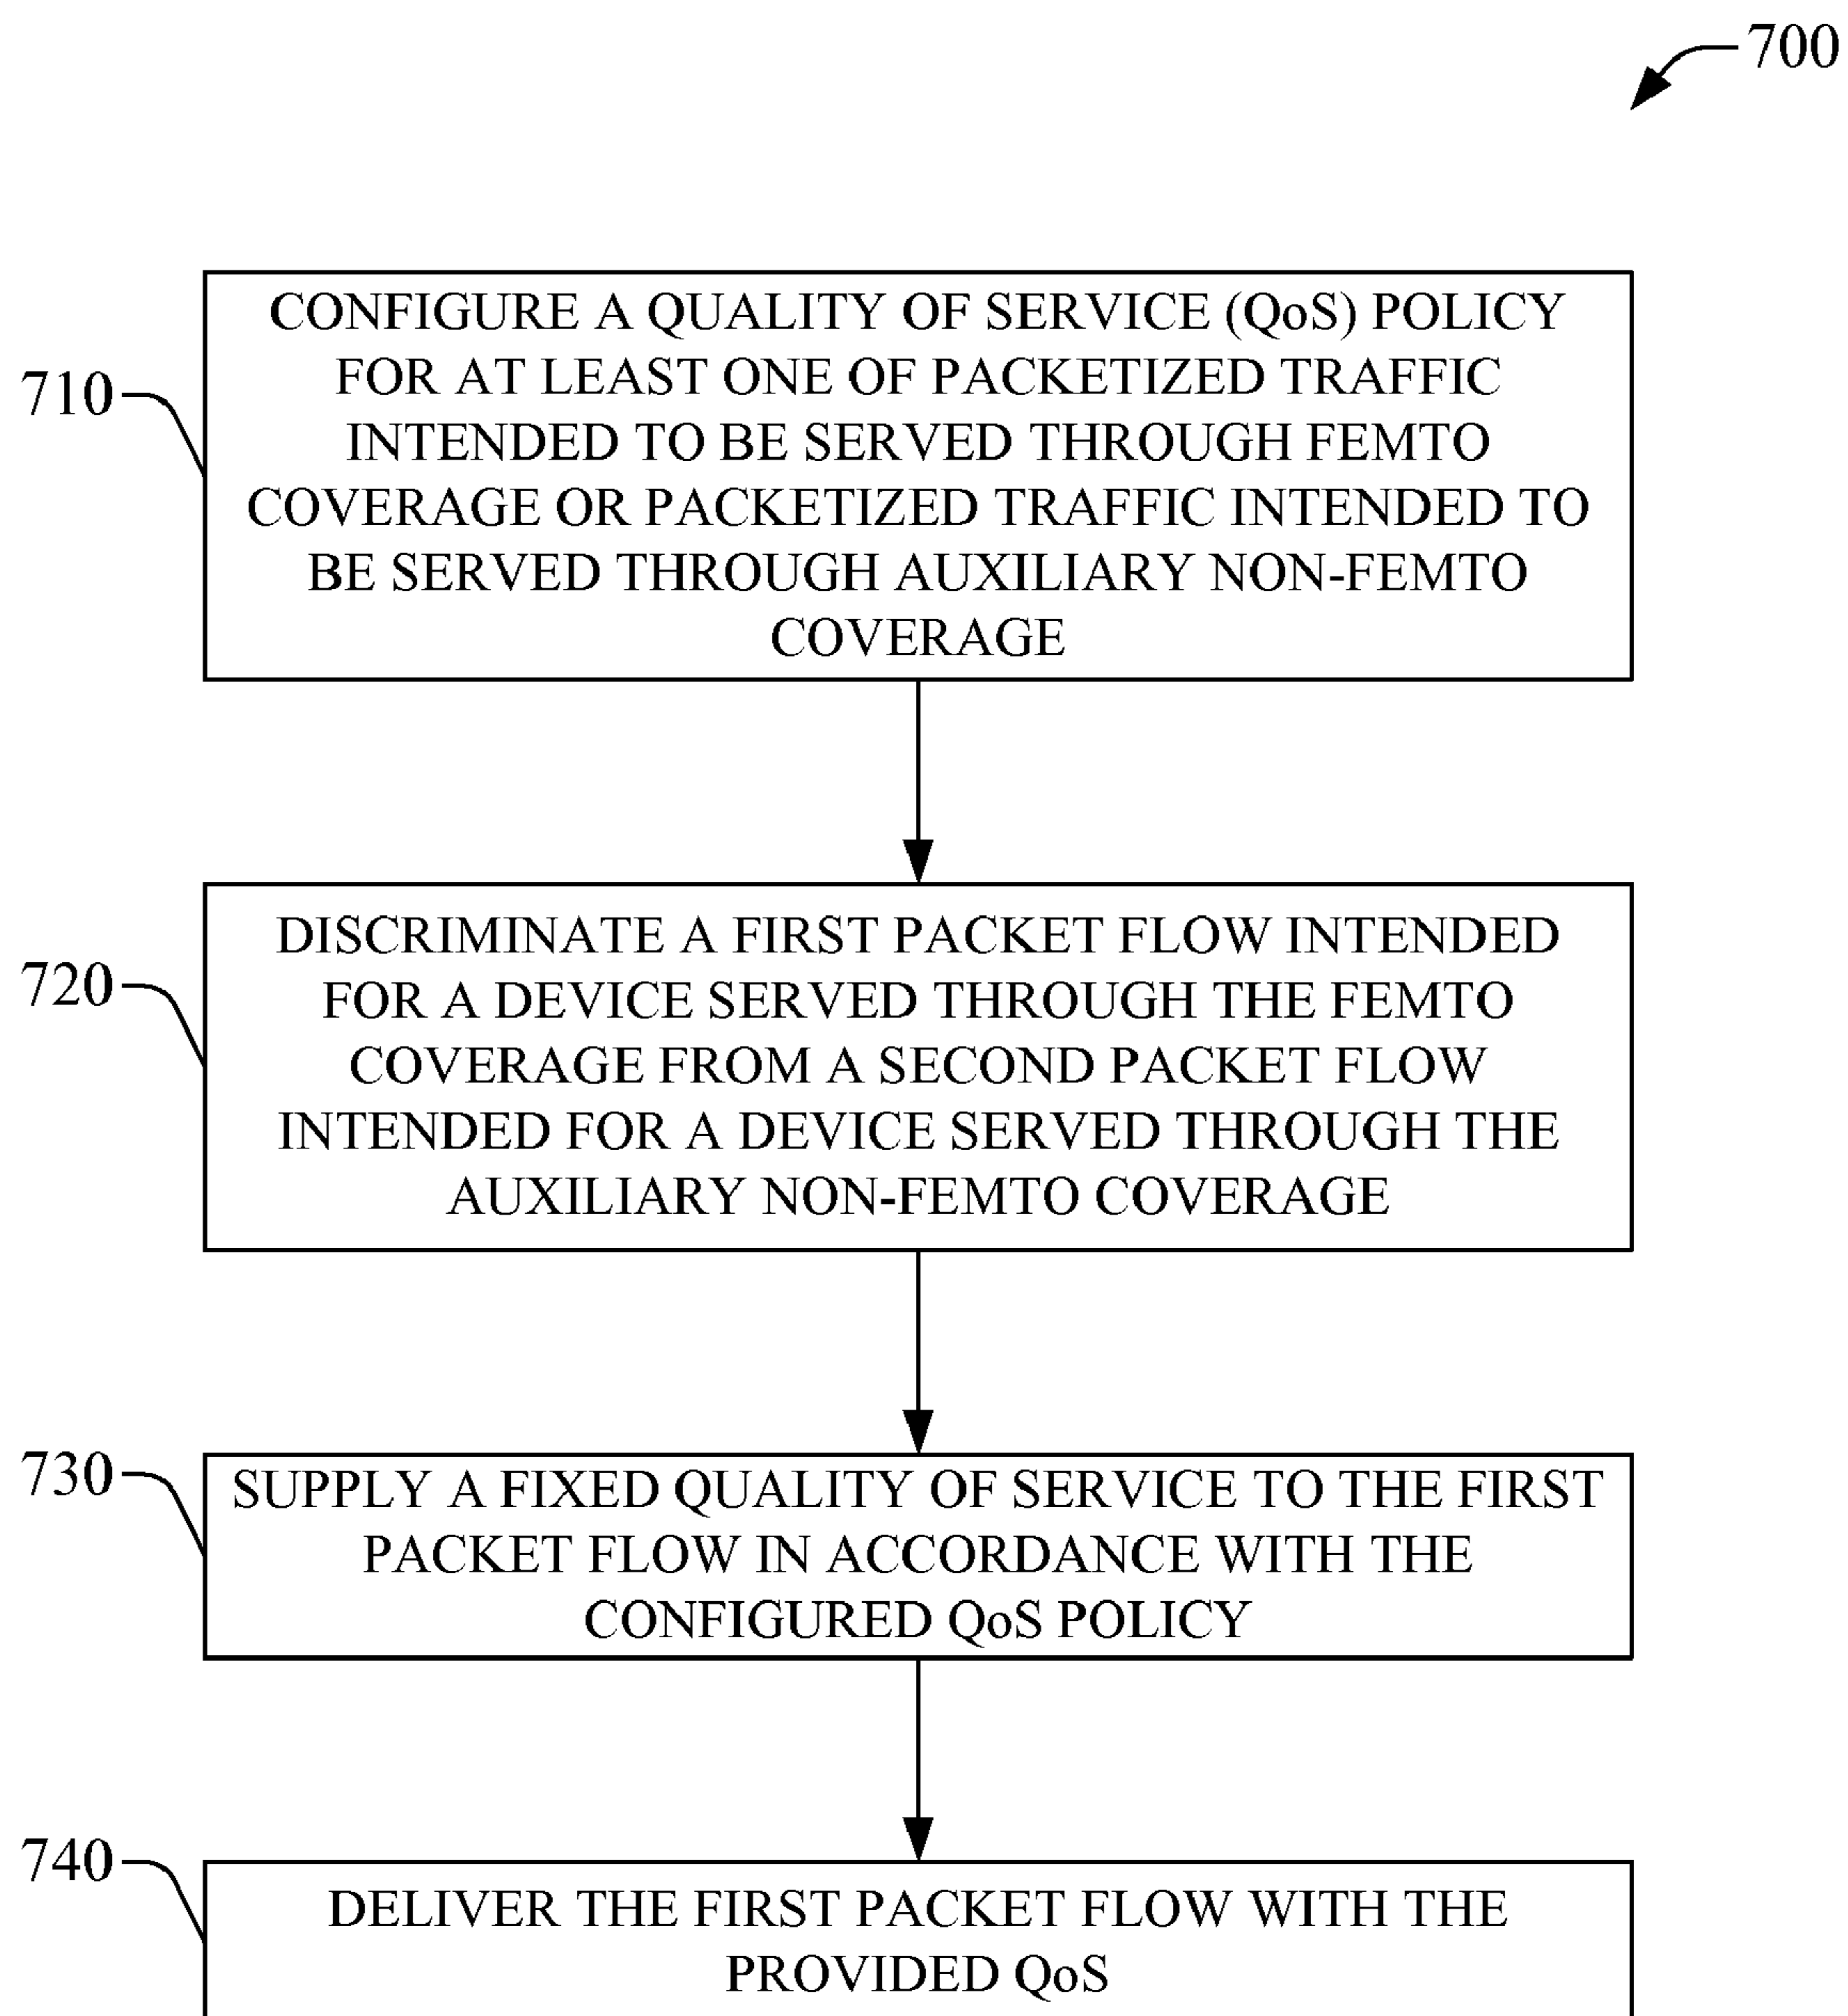 700
710
CONFIGURE A QUALITY OF SERVICE (QoS) POLICY
FOR AT LEAST ONE OF PACKETIZED TRAFFIC
INTENDED TO BE SERVED THROUGH FEMTO
COVERAGE OR PACKETIZED TRAFFIC INTENDED TO
BE SERVED THROUGH AUXILIARY NON-FEMTO
COVERAGE
720
DISCRIMINATE A FIRST PACKET FLOW INTENDED
FOR A DEVICE SERVED THROUGH THE FEMTO
COVERAGE FROM A SECOND PACKET FLOW
INTENDED FOR A DEVICE SERVED THROUGH THE
AUXILIARY NON-FEMTO COVERAGE
730
SUPPLY A FIXED QUALITY OF SERVICE TO THE FIRST
PACKET FLOW IN ACCORDANCE WITH THE
CONFIGURED QoS POLICY
740
DELIVER THE FIRST PACKET FLOW WITH THE
PROVIDED QoS